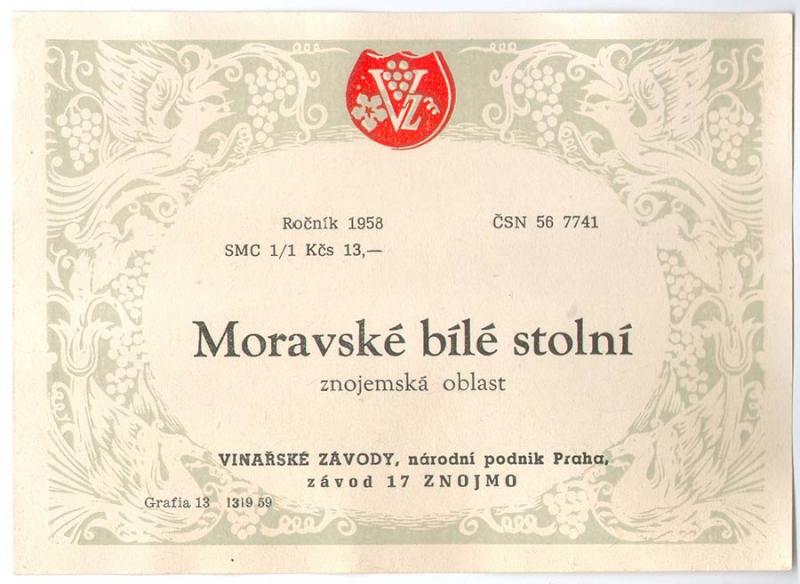 VZ
Ročník 1958
ČSN 56 7741
SMC 1/1 Kčs 13,—
Moravské bílé stolní
znojemská oblast
VINAŘSKÉ ZÁVODY, národní podnik Praha,
závod 17 ZNOJMO
Grafia 13 1319 59